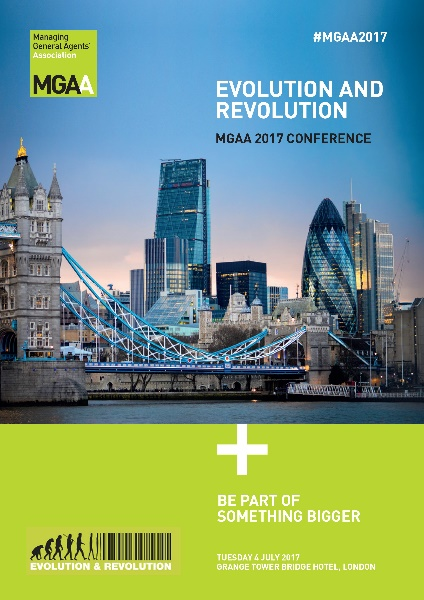 Managing
General Agents'
Association
MGAA
#MGAA2017
EVOLUTION AND
REVOLUTION
MGAA 2017 CONFERENCE
BE PART OF
SOMETHING BIGGER
EVOLUTION & REVOLUTION
TUESDAY 4 JULY 2017
GRANGE TOWER BRIDGE HOTEL, LONDON